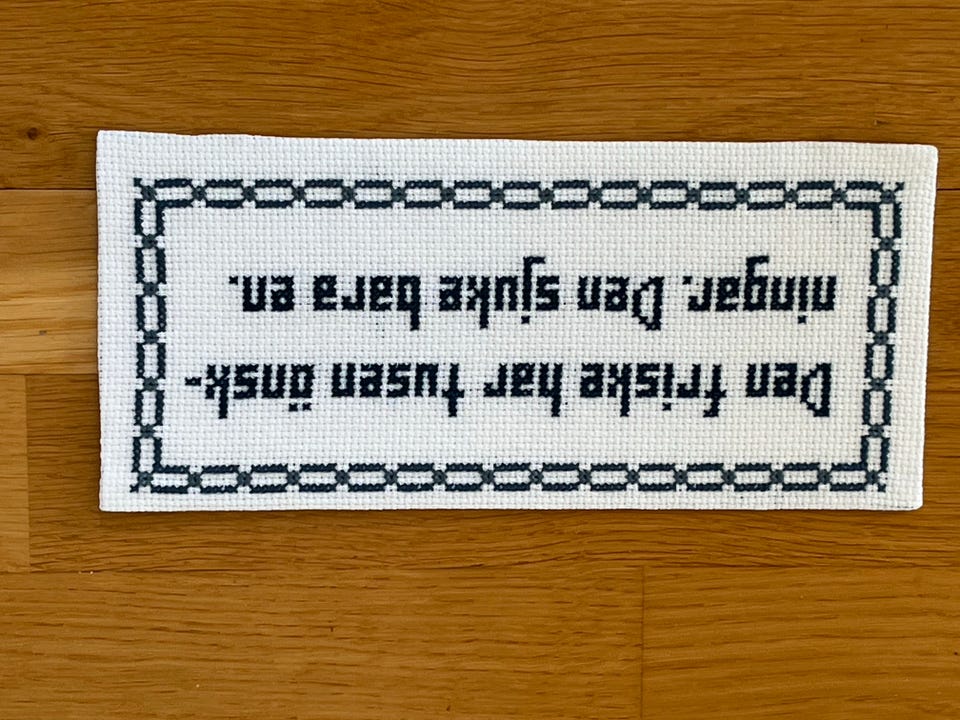 Den friske har tusen önsk-
ningar. Den sjuke bara en.